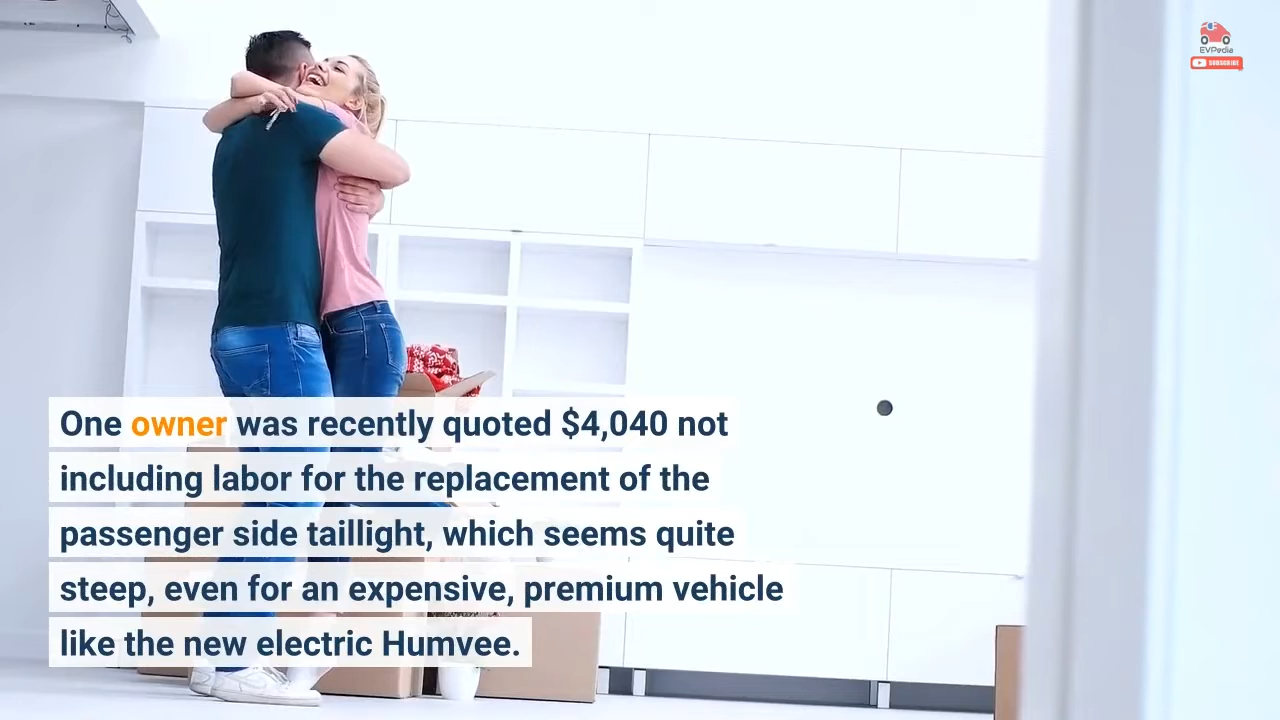 EVPedia
SUBSCRIBE
One owner was recently quoted $4,040 not
including labor for the replacement of the
passenger side taillight, which seems quite
steep, even for an expensive, premium vehicle
like the new electric Humvee.